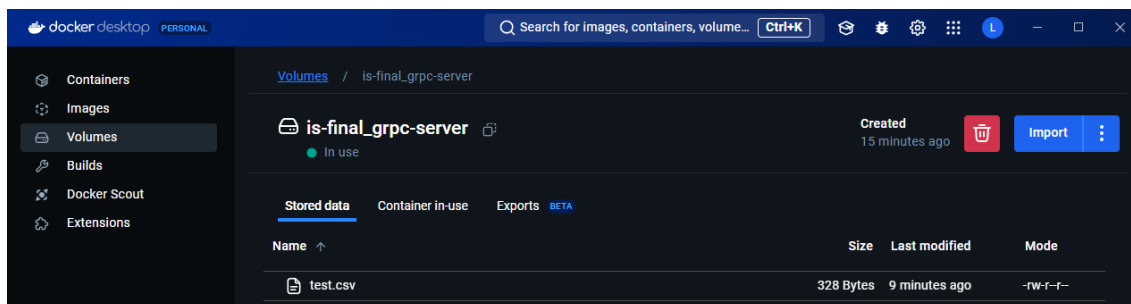 docker desktop PERSONAL Search for images, containers, volume... Ctrl+K L
Containers
Images
Volumes
Builds
Docker Scout
Extensions
Volumes / is-final_grpc-server
is-final_grpc-server
In use
Created
15 minutes ago
Import
Stored data Container in-use Exports BETA
Name Size Last modified Mode
test.csv 328 Bytes 9 minutes ago -rw-r--r--